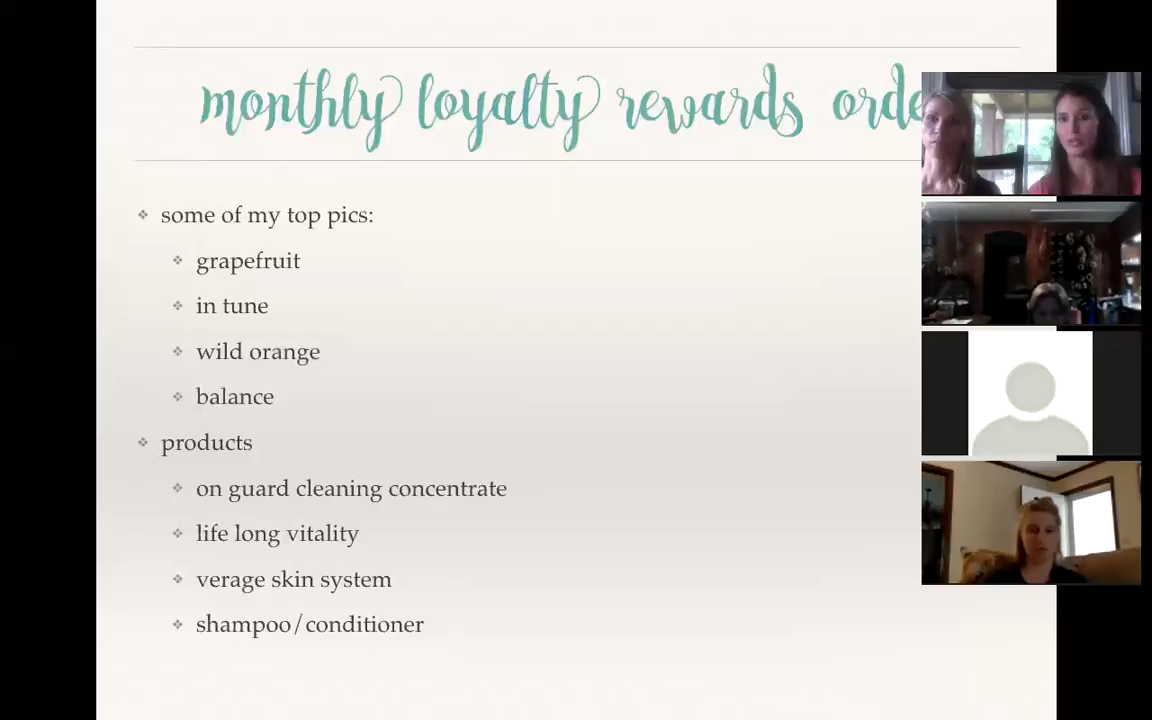 monthly loyalty rewards orde
some of my top pics:
grapefruit
in tune
wild orange
balance
products
on guard cleaning concentrate
life long vitality
verage skin system
shampoo/conditioner